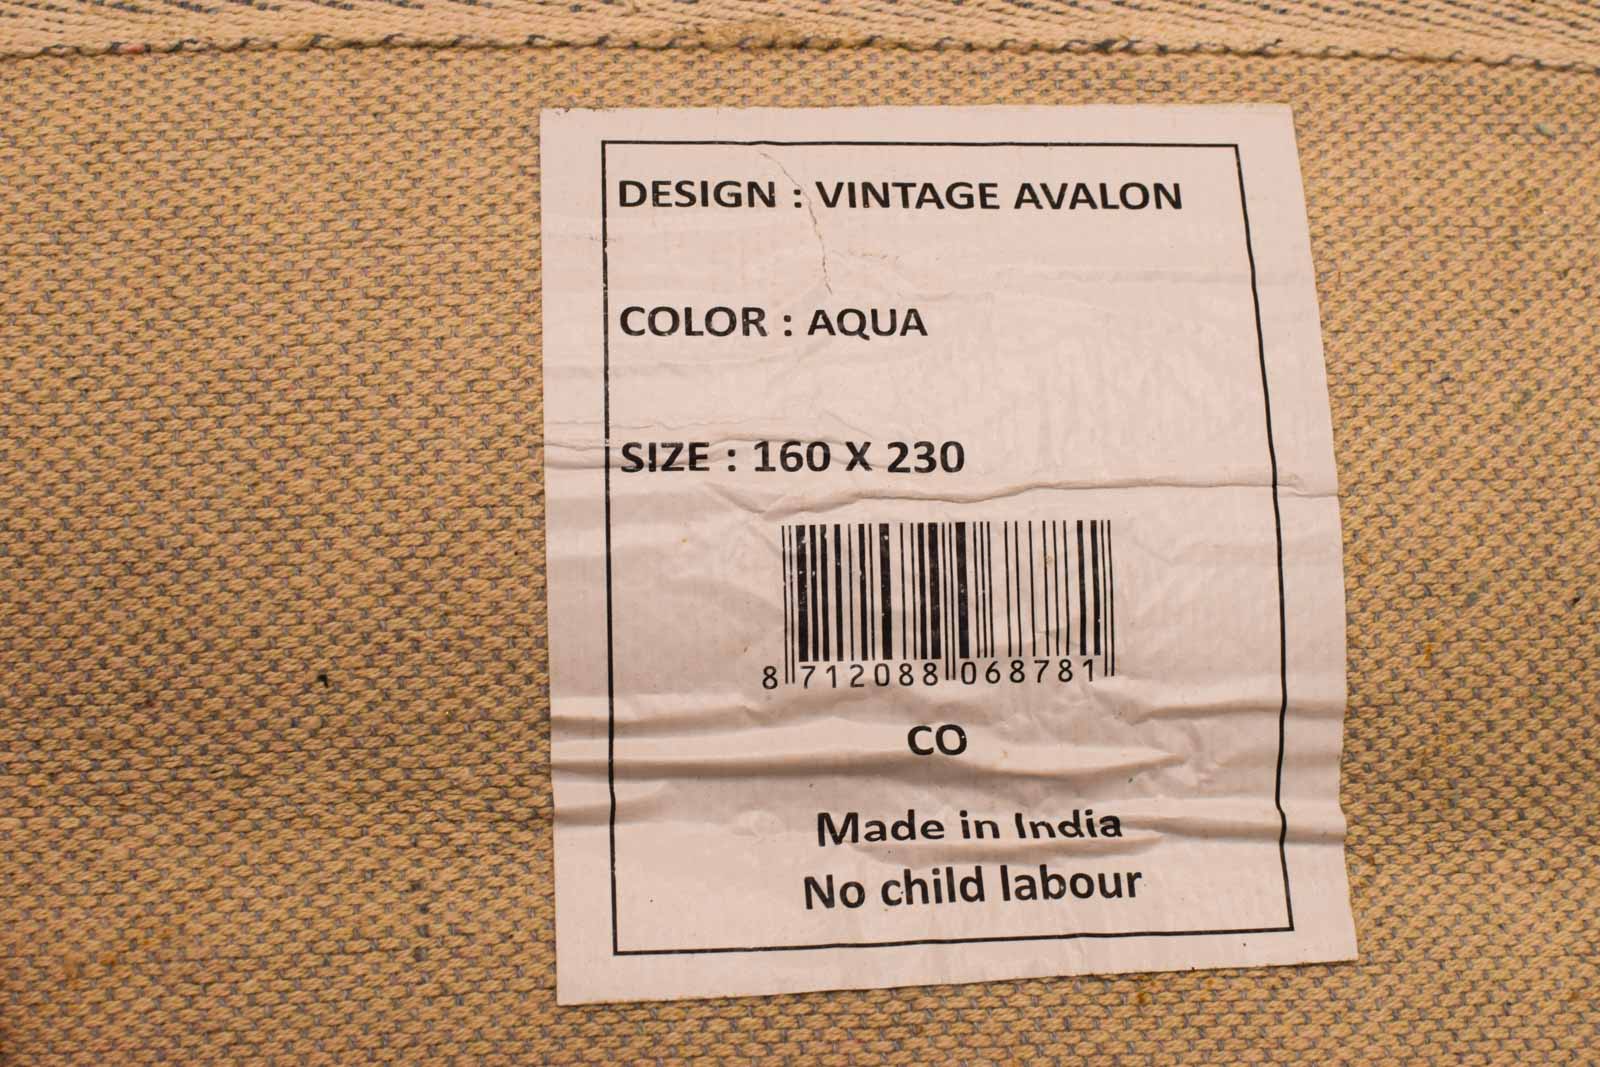 DESIGN : VINTAGE AVALON
COLOR : AQUA
SIZE : 160 X 230
8 712088 068781
CO
Made in India
No child labour